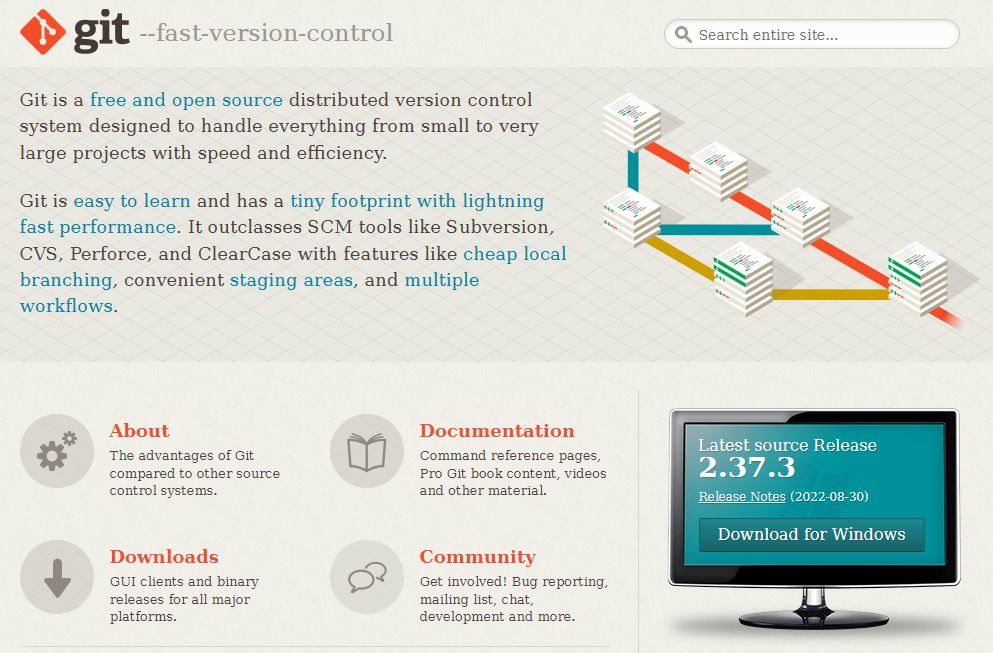 git --fast-version-control
Search entire site...
Git is a free and open source distributed version control
system designed to handle everything from small to very
large projects with speed and efficiency.
Git is easy to learn and has a tiny footprint with lightning
fast performance. It outclasses SCM tools like Subversion,
CVS, Perforce, and ClearCase with features like cheap local
branching, convenient staging areas, and multiple
workflows.
About
The advantages of Git
compared to other source
control systems.
Documentation
Command reference pages,
Pro Git book content, videos
and other material.
Downloads
GUI clients and binary
releases for all major
platforms.
Community
Get involved! Bug reporting,
mailing list, chat,
development and more.
Latest source Release
2.37.3
Release Notes (2022-08-30)
Download for Windows